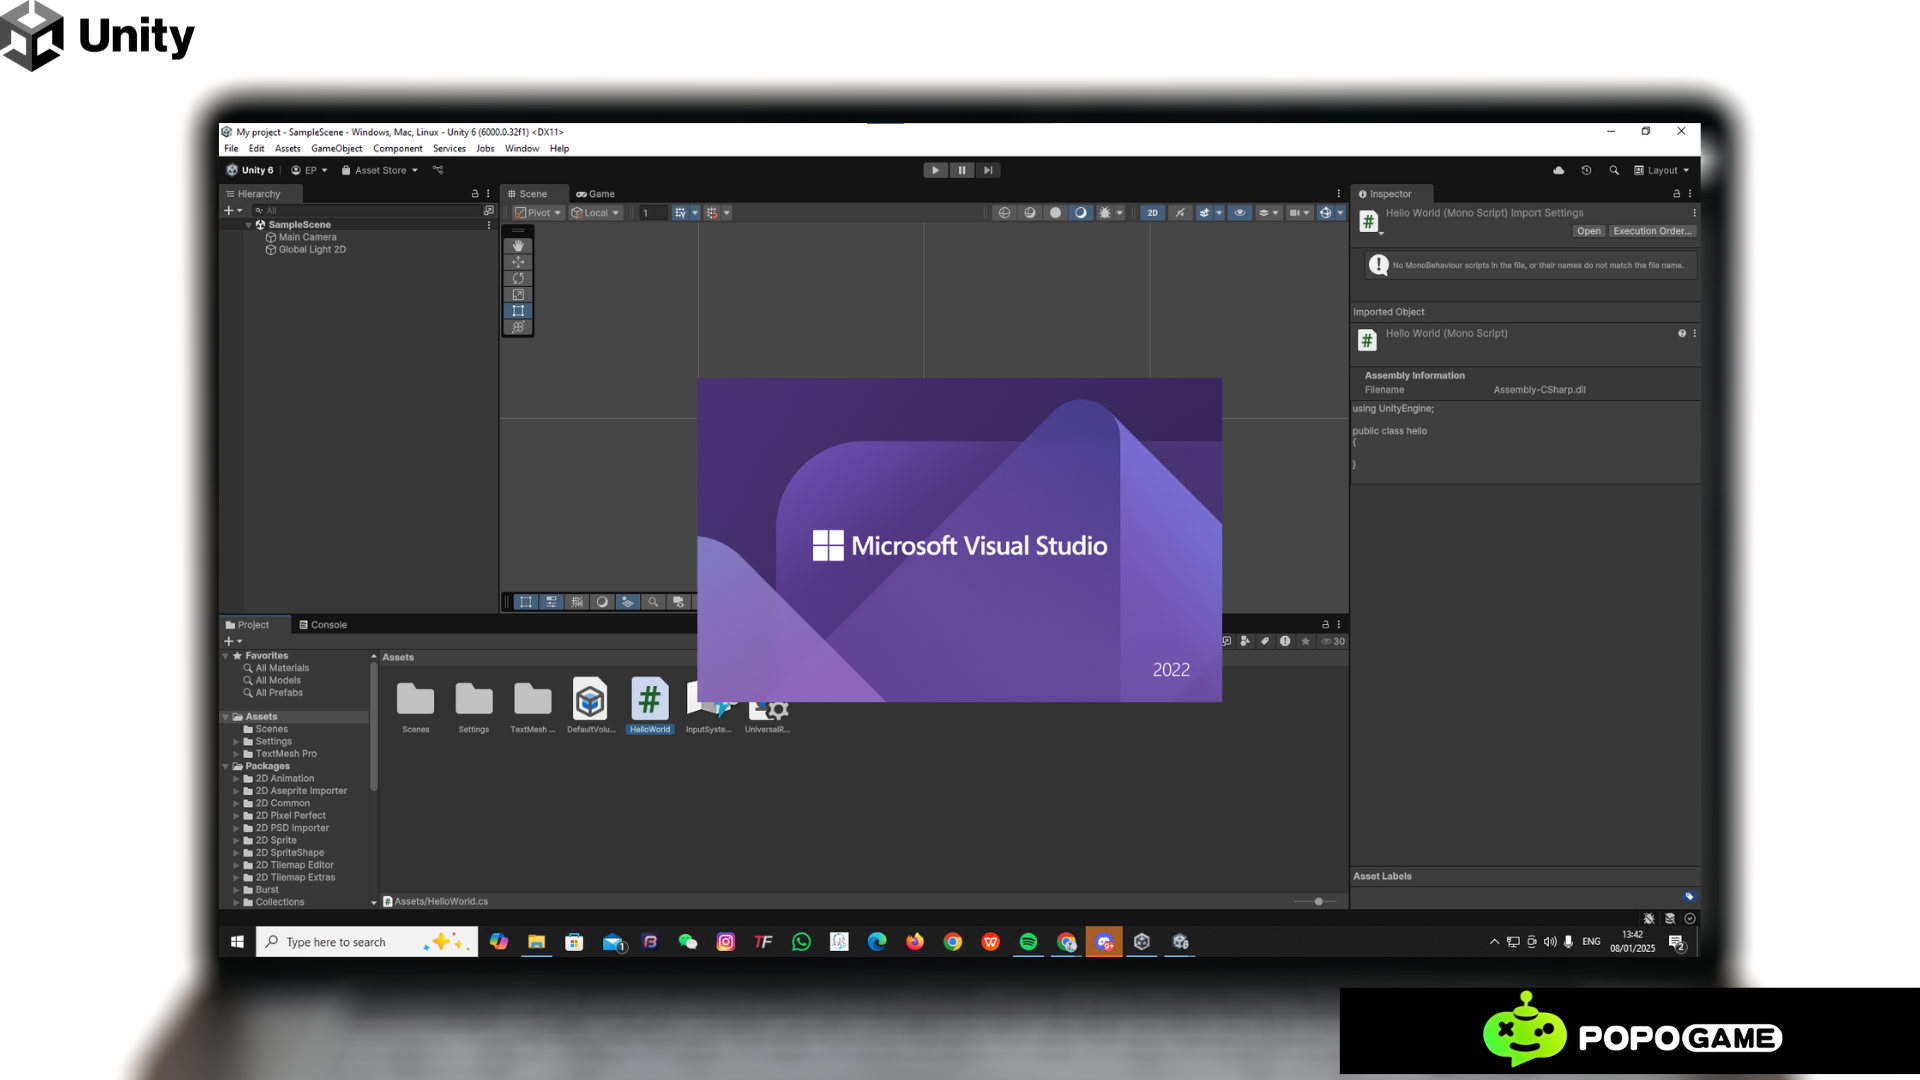 Unity
My project - SampleScene - Windows, Mac, Linux - Unity 6 (6000.0.32f1) <DX11>
File Edit Assets GameObject Component Services Jobs Window Help
Unity 6 EP Asset Store Layout
Hierarchy
All
SampleScene
Main Camera
Global Light 2D
Scene Game
Pivot Local 1 2D
Inspector
Hello World (Mono Script) Import Settings
Open Execution Order...
No MonoBehaviour scripts in the file, or their names do not match the file name.
Imported Object
Hello World (Mono Script)
Assembly Information
Filename Assembly-CSharp.dll
using UnityEngine;
public class hello
{
}
Microsoft Visual Studio
2022
Project Console
30
Favorites
All Materials
All Models
All Prefabs
Assets
Scenes
Settings
TextMesh Pro
Packages
2D Animation
2D Aseprite Importer
2D Common
2D Pixel Perfect
2D PSD Importer
2D Sprite
2D SpriteShape
2D Tilemap Editor
2D Tilemap Extras
Burst
Collections
Assets
Scenes Settings TextMesh ... DefaultVolu... HelloWorld InputSyste... UniversalR...
Assets/HelloWorld.cs
Asset Labels
Type here to search
1
TF
9+
ENG
13:42
08/01/2025
2
POPOGAME